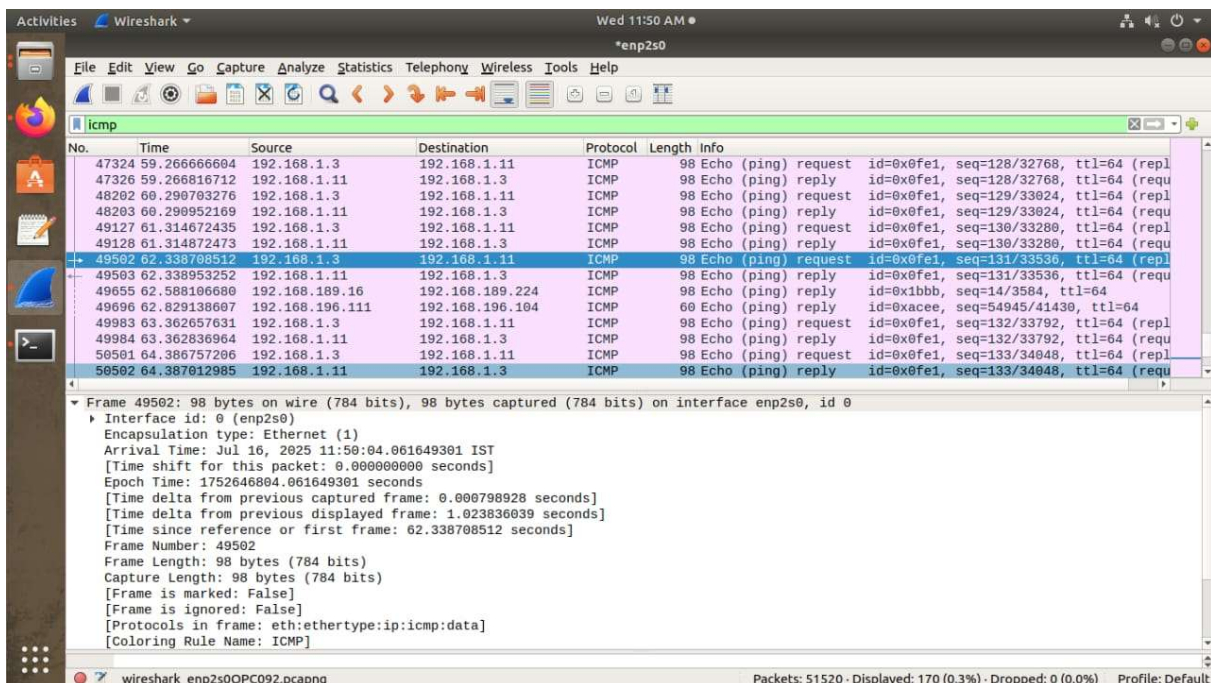 Activities Wireshark Wed 11:50 AM
*enp2s0
File Edit View Go Capture Analyze Statistics Telephony Wireless Tools Help
icmp
No. Time Source Destination Protocol Length Info
47324 59.266666604 192.168.1.3 192.168.1.11 ICMP 98 Echo (ping) request id=0x0fe1, seq=128/32768, ttl=64 (repl
47326 59.266816712 192.168.1.11 192.168.1.3 ICMP 98 Echo (ping) reply id=0x0fe1, seq=128/32768, ttl=64 (requ
48202 60.290703276 192.168.1.3 192.168.1.11 ICMP 98 Echo (ping) request id=0x0fe1, seq=129/33024, ttl=64 (repl
48203 60.290952169 192.168.1.11 192.168.1.3 ICMP 98 Echo (ping) reply id=0x0fe1, seq=129/33024, ttl=64 (requ
49127 61.314672435 192.168.1.3 192.168.1.11 ICMP 98 Echo (ping) request id=0x0fe1, seq=130/33280, ttl=64 (repl
49128 61.314872473 192.168.1.11 192.168.1.3 ICMP 98 Echo (ping) reply id=0x0fe1, seq=130/33280, ttl=64 (requ
49502 62.338708512 192.168.1.3 192.168.1.11 ICMP 98 Echo (ping) request id=0x0fe1, seq=131/33536, ttl=64 (repl
49503 62.338953252 192.168.1.11 192.168.1.3 ICMP 98 Echo (ping) reply id=0x0fe1, seq=131/33536, ttl=64 (requ
49655 62.588106680 192.168.189.16 192.168.189.224 ICMP 98 Echo (ping) reply id=0x1bbb, seq=14/3584, ttl=64
49696 62.829138607 192.168.196.111 192.168.196.104 ICMP 60 Echo (ping) reply id=0xacee, seq=54945/41430, ttl=64
49983 63.362657631 192.168.1.3 192.168.1.11 ICMP 98 Echo (ping) request id=0x0fe1, seq=132/33792, ttl=64 (repl
49984 63.362836964 192.168.1.11 192.168.1.3 ICMP 98 Echo (ping) reply id=0x0fe1, seq=132/33792, ttl=64 (requ
50501 64.386757206 192.168.1.3 192.168.1.11 ICMP 98 Echo (ping) request id=0x0fe1, seq=133/34048, ttl=64 (repl
50502 64.387012985 192.168.1.11 192.168.1.3 ICMP 98 Echo (ping) reply id=0x0fe1, seq=133/34048, ttl=64 (requ
Frame 49502: 98 bytes on wire (784 bits), 98 bytes captured (784 bits) on interface enp2s0, id 0
Interface id: 0 (enp2s0)
Encapsulation type: Ethernet (1)
Arrival Time: Jul 16, 2025 11:50:04.061649301 IST
[Time shift for this packet: 0.000000000 seconds]
Epoch Time: 1752646804.061649301 seconds
[Time delta from previous captured frame: 0.000798928 seconds]
[Time delta from previous displayed frame: 1.023836039 seconds]
[Time since reference or first frame: 62.338708512 seconds]
Frame Number: 49502
Frame Length: 98 bytes (784 bits)
Capture Length: 98 bytes (784 bits)
[Frame is marked: False]
[Frame is ignored: False]
[Protocols in frame: eth:ethertype:ip:icmp:data]
[Coloring Rule Name: ICMP]
wireshark_enp2s0OPC092.pcapng Packets: 51520 · Displayed: 170 (0.3%) · Dropped: 0 (0.0%) Profile: Default